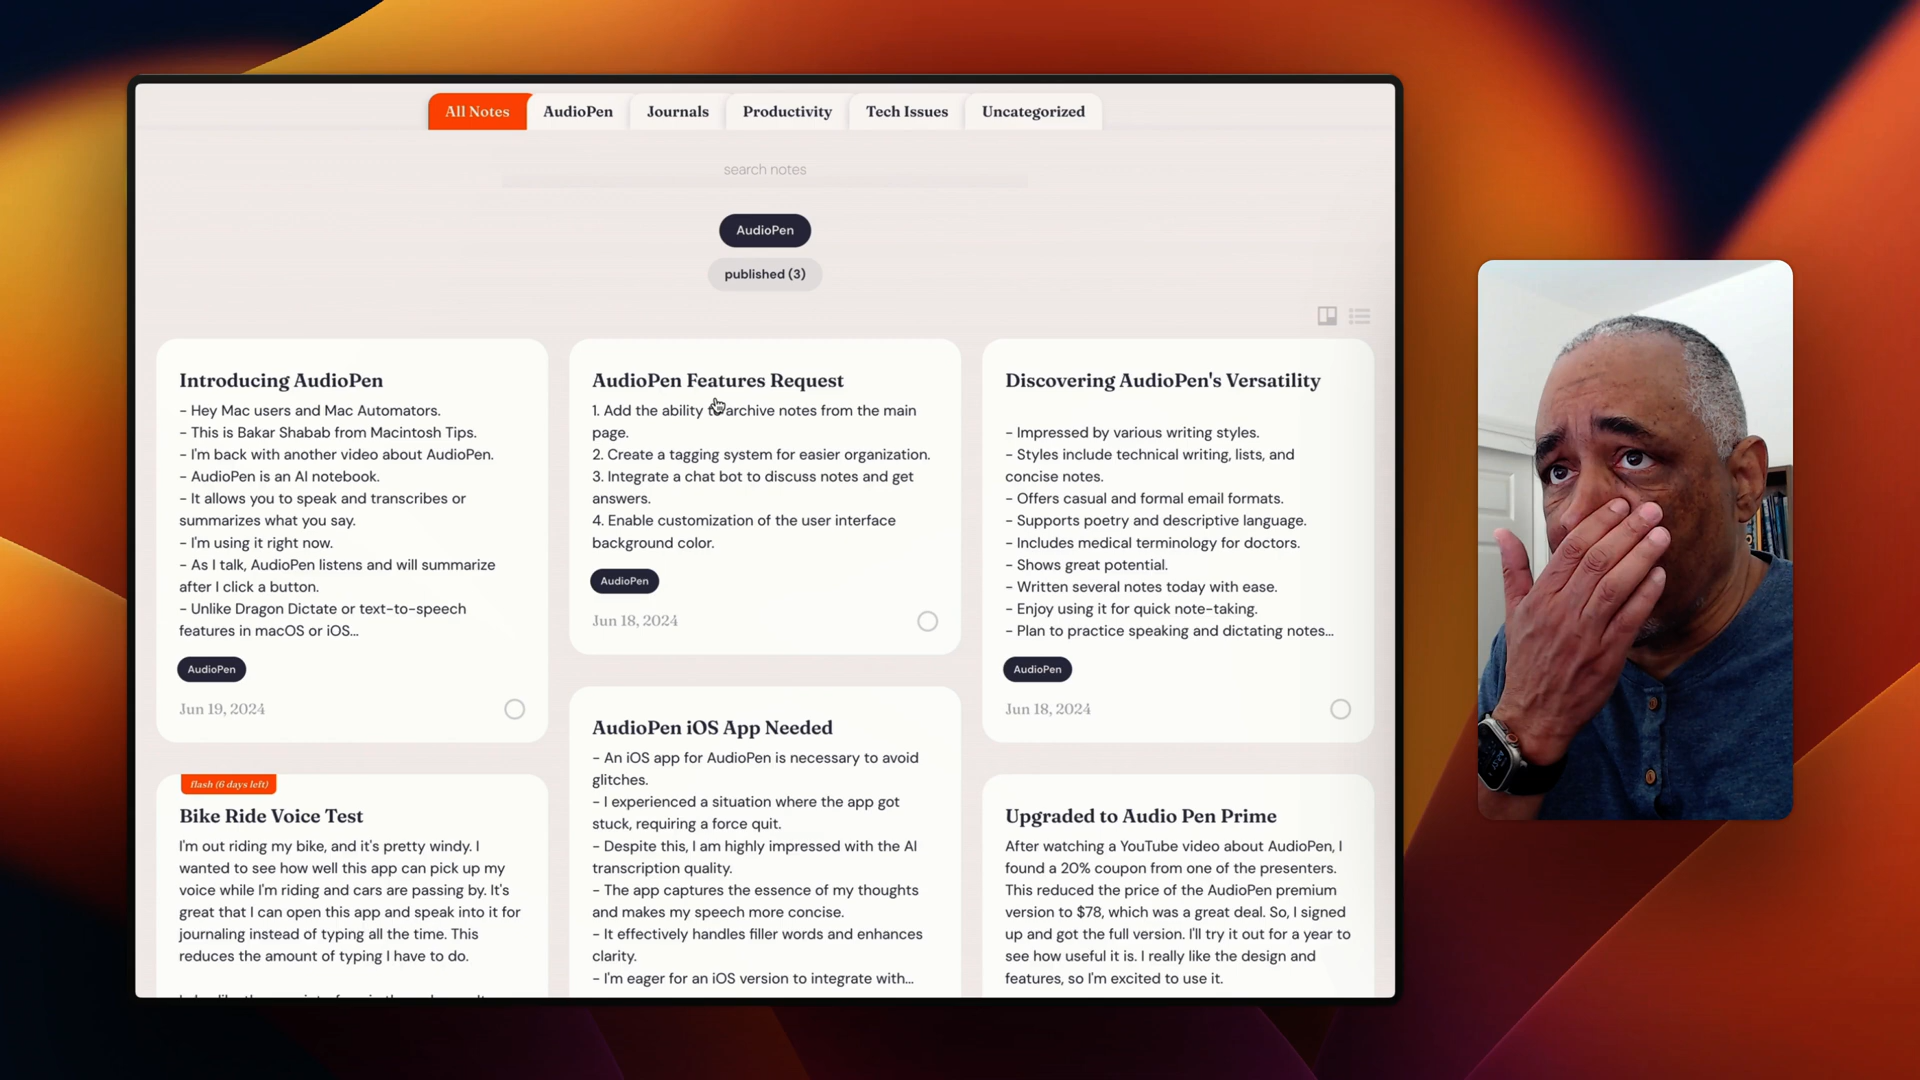 All Notes
AudioPen
Journals
Productivity
Tech Issues
Uncategorized
search notes
AudioPen
published (3)
Introducing AudioPen
- Hey Mac users and Mac Automators.
- This is Bakar Shabab from Macintosh Tips.
- I'm back with another video about AudioPen.
- AudioPen is an AI notebook.
- It allows you to speak and transcribes or
summarizes what you say.
- I'm using it right now.
- As I talk, AudioPen listens and will summarize
after I click a button.
- Unlike Dragon Dictate or text-to-speech
features in macOS or iOS...
AudioPen
Jun 19, 2024
AudioPen Features Request
1. Add the ability archive notes from the main
page.
2. Create a tagging system for easier organization.
3. Integrate a chat bot to discuss notes and get
answers.
4. Enable customization of the user interface
background color.
AudioPen
Jun 18, 2024
Discovering AudioPen's Versatility
- Impressed by various writing styles.
- Styles include technical writing, lists, and
concise notes.
- Offers casual and formal email formats.
- Supports poetry and descriptive language.
- Includes medical terminology for doctors.
- Shows great potential.
- Written several notes today with ease.
- Enjoy using it for quick note-taking.
- Plan to practice speaking and dictating notes...
AudioPen
Jun 18, 2024
flash (6 days left)
Bike Ride Voice Test
I'm out riding my bike, and it's pretty windy. I
wanted to see how well this app can pick up my
voice while I'm riding and cars are passing by. It's
great that I can open this app and speak into it for
journaling instead of typing all the time. This
reduces the amount of typing I have to do.
AudioPen iOS App Needed
- An iOS app for AudioPen is necessary to avoid
glitches.
- I experienced a situation where the app got
stuck, requiring a force quit.
- Despite this, I am highly impressed with the AI
transcription quality.
- The app captures the essence of my thoughts
and makes my speech more concise.
- It effectively handles filler words and enhances
clarity.
- I'm eager for an iOS version to integrate with...
Upgraded to Audio Pen Prime
After watching a YouTube video about AudioPen, I
found a 20% coupon from one of the presenters.
This reduced the price of the AudioPen premium
version to $78, which was a great deal. So, I signed
up and got the full version. I'll try it out for a year to
see how useful it is. I really like the design and
features, so I'm excited to use it.